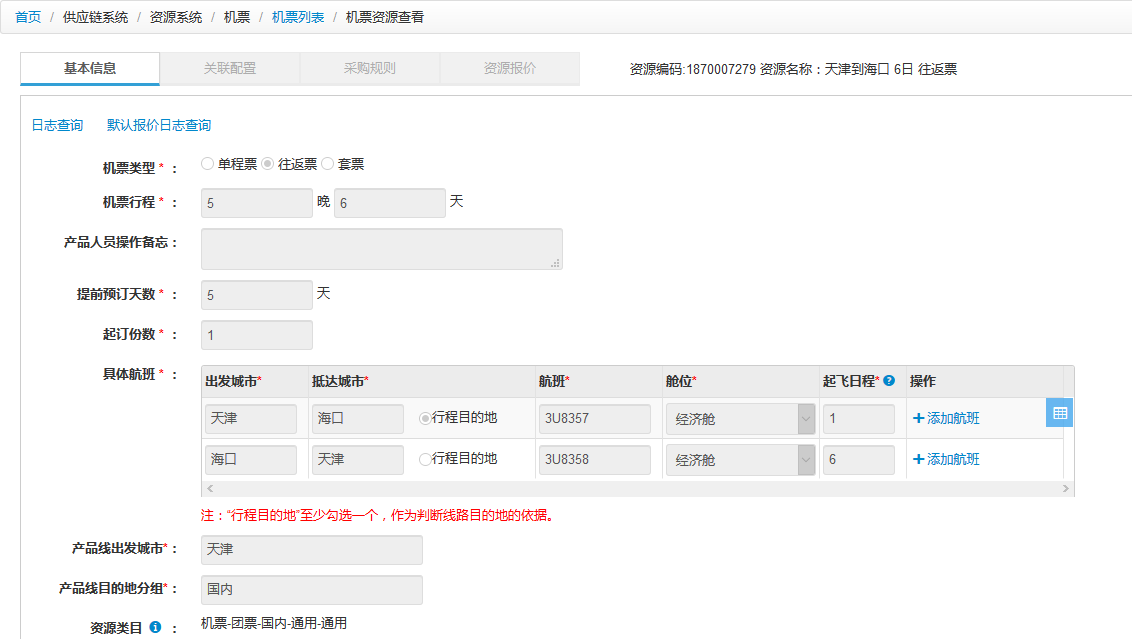 首页 / 供应链系统 / 资源系统 / 机票 / 机票列表 / 机票资源查看
基本信息 关联配置 采购规则 资源报价 资源编码:1870007279 资源名称：天津到海口 6日 往返票
日志查询 默认报价日志查询
机票类型 * ： 单程票 往返票 套票
机票行程 * ： 5 晚 6 天
产品人员操作备忘：
提前预订天数 * ： 5 天
起订份数 * ： 1
具体航班 * ： 出发城市* 抵达城市* 航班* 舱位* 起飞日程* ? 操作
天津 海口 行程目的地 3U8357 经济舱 1 +添加航班
海口 天津 行程目的地 3U8358 经济舱 6 +添加航班
注：“行程目的地”至少勾选一个，作为判断线路目的地的依据。
产品线出发城市*： 天津
产品线目的地分组*： 国内
资源类目 i ： 机票-团票-国内-通用-通用